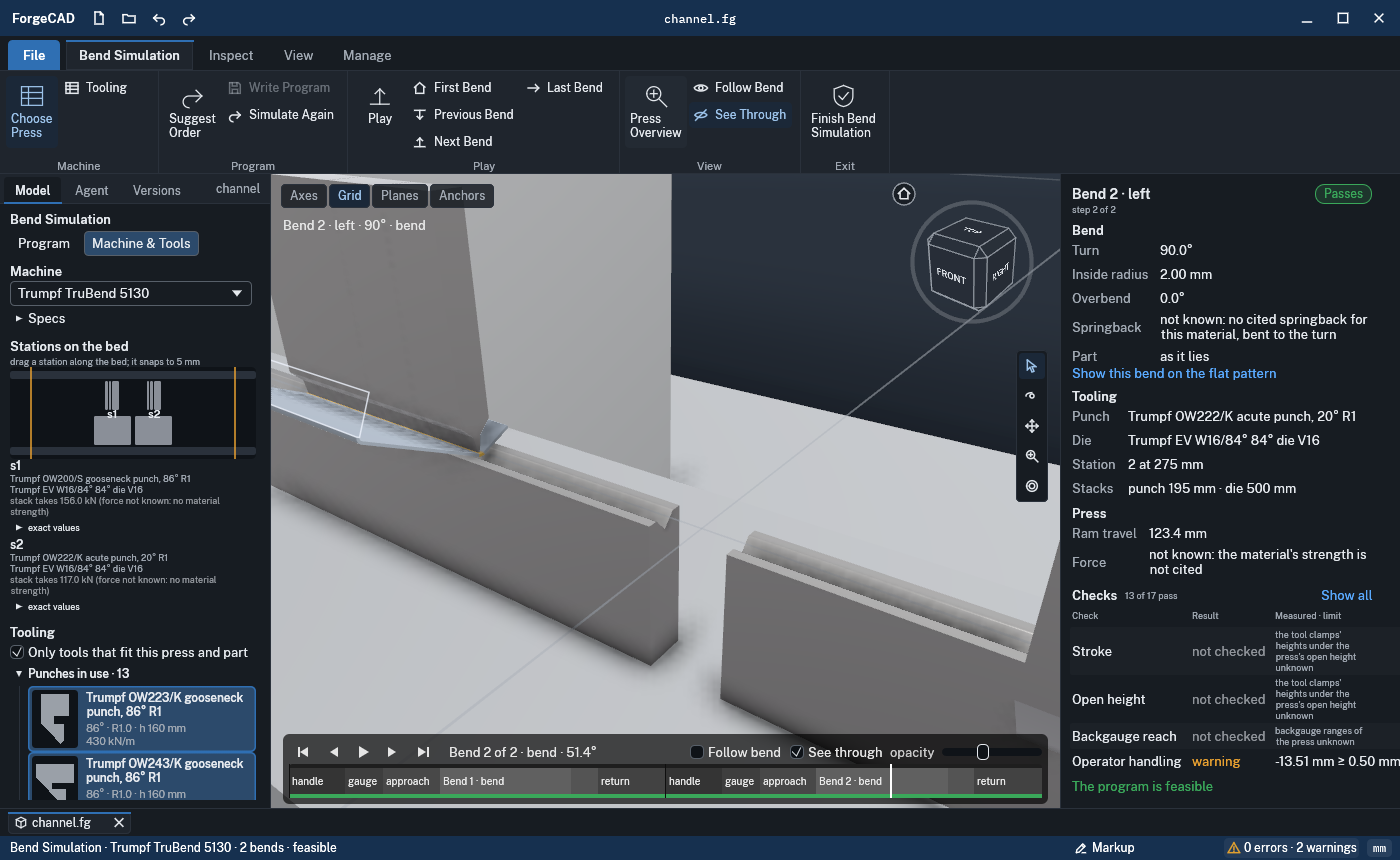 ForgeCAD
channel.fg
File
Bend Simulation
Inspect
View
Manage
Choose Press
Tooling
Machine
Suggest Order
Write Program
Simulate Again
Program
Play
First Bend
Previous Bend
Next Bend
Last Bend
Play
Press Overview
Follow Bend
See Through
View
Finish Bend Simulation
Exit
Model
Agent
Versions
channel
Bend Simulation
Program
Machine & Tools
Machine
Trumpf TruBend 5130
Specs
Stations on the bed
drag a station along the bed; it snaps to 5 mm
s1
s2
s1
Trumpf OW200/S gooseneck punch, 86° R1
Trumpf EV W16/84° 84° die V16
stack takes 156.0 kN (force not known: no material
strength)
exact values
s2
Trumpf OW222/K acute punch, 20° R1
Trumpf EV W16/84° 84° die V16
stack takes 117.0 kN (force not known: no material
strength)
exact values
Tooling
Only tools that fit this press and part
Punches in use · 13
Trumpf OW223/K gooseneck
punch, 86° R1
86° · R1.0 · h 160 mm
430 kN/m
Trumpf OW243/K gooseneck
punch, 86° R1
86° · R1.0 · h 160 mm
Axes
Grid
Planes
Anchors
Bend 2 · left · 90° · bend
TOP
FRONT
RIGHT
Bend 2 of 2 · bend · 51.4°
Follow bend
See through
opacity
handle
gauge
approach
Bend 1 · bend
return
handle
gauge
approach
Bend 2 · bend
return
Bend 2 · left
Passes
step 2 of 2
Bend
Turn 90.0°
Inside radius 2.00 mm
Overbend 0.0°
Springback not known: no cited springback for
this material, bent to the turn
Part as it lies
Show this bend on the flat pattern
Tooling
Punch Trumpf OW222/K acute punch, 20° R1
Die Trumpf EV W16/84° 84° die V16
Station 2 at 275 mm
Stacks punch 195 mm · die 500 mm
Press
Ram travel 123.4 mm
Force not known: the material's strength is
not cited
Checks 13 of 17 pass Show all
Check Result Measured · limit
Stroke not checked the tool clamps'
heights under the
press's open height
unknown
Open height not checked the tool clamps'
heights under the
press's open height
unknown
Backgauge reach not checked backgauge ranges of
the press unknown
Operator handling warning -13.51 mm ≥ 0.50 mm
The program is feasible
channel.fg
Bend Simulation · Trumpf TruBend 5130 · 2 bends · feasible
Markup
0 errors · 2 warnings
mm